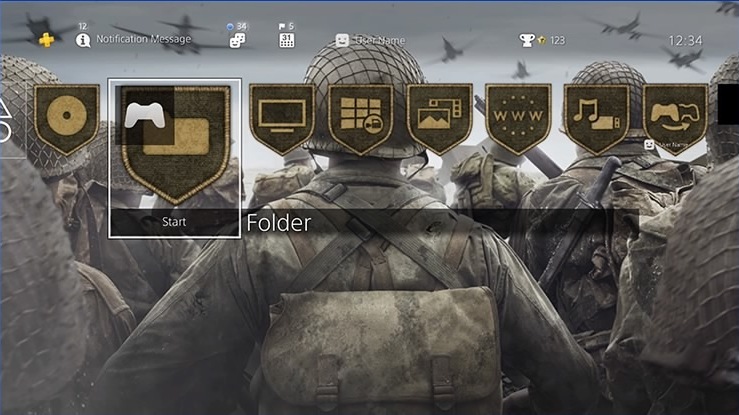 12
Notification Message
34
5
31
User Name
123
12:34
WWW
User Name
Start
Folder